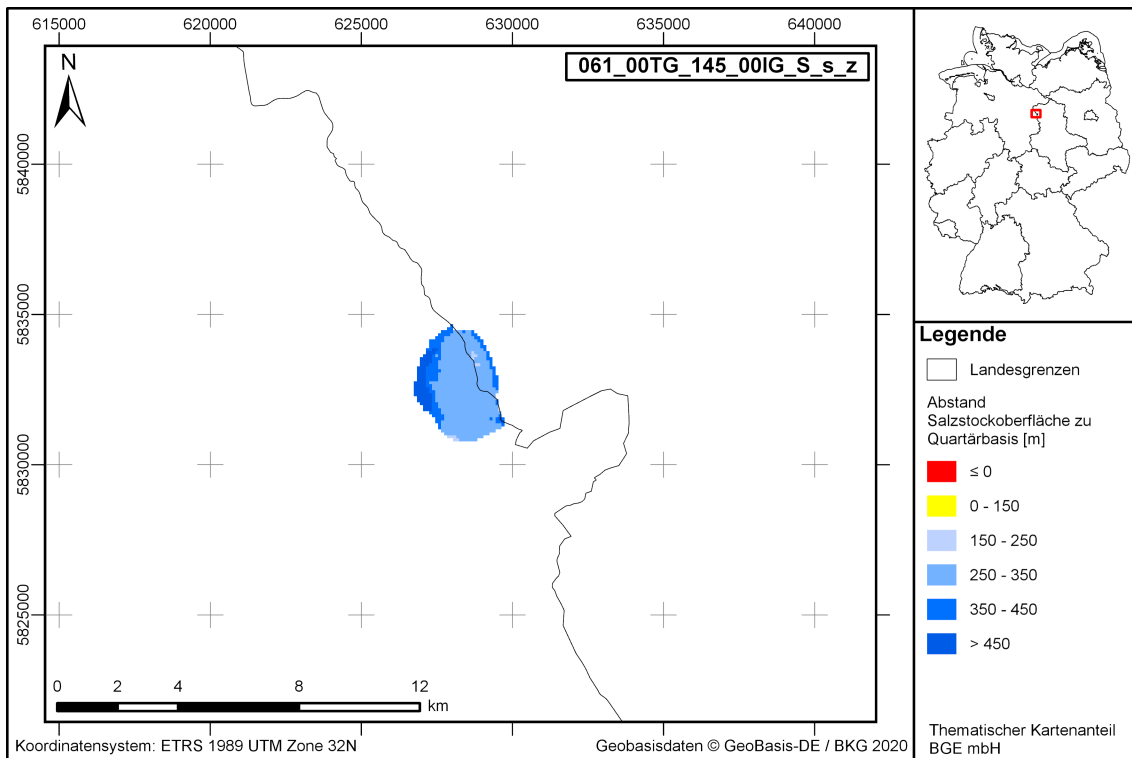 615000 620000 625000 630000 635000 640000
061_00TG_145_00IG_S_s_z
N
5840000
5835000
5830000
5825000
0 2 4 8 12
km
Koordinatensystem: ETRS 1989 UTM Zone 32N
Geobasisdaten © GeoBasis-DE / BKG 2020
Legende
Landesgrenzen
Abstand
Salzstockoberfläche zu
Quartärbasis [m]
≤ 0
0 - 150
150 - 250
250 - 350
350 - 450
> 450
Thematischer Kartenanteil
BGE mbH